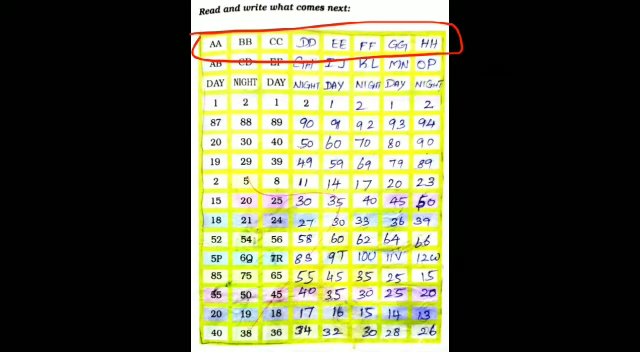 Read and write what comes next:
AA BB CC DD EE FF GG HH
AB CD EF GH IJ KL MN OP
DAY NIGHT DAY NIGHT DAY NIGHT DAY NIGHT
1 2 1 2 1 2 1 2
87 88 89 90 91 92 93 94
20 30 40 50 60 70 80 90
19 29 39 49 59 69 79 89
2 5 8 11 14 17 20 23
15 20 25 30 35 40 45 50
18 21 24 27 30 33 36 39
52 54 56 58 60 62 64 66
5P 6Q 7R 8S 9T 10U 11V 12W
85 75 65 55 45 35 25 15
55 50 45 40 35 30 25 20
20 19 18 17 16 15 14 13
40 38 36 34 32 30 28 26